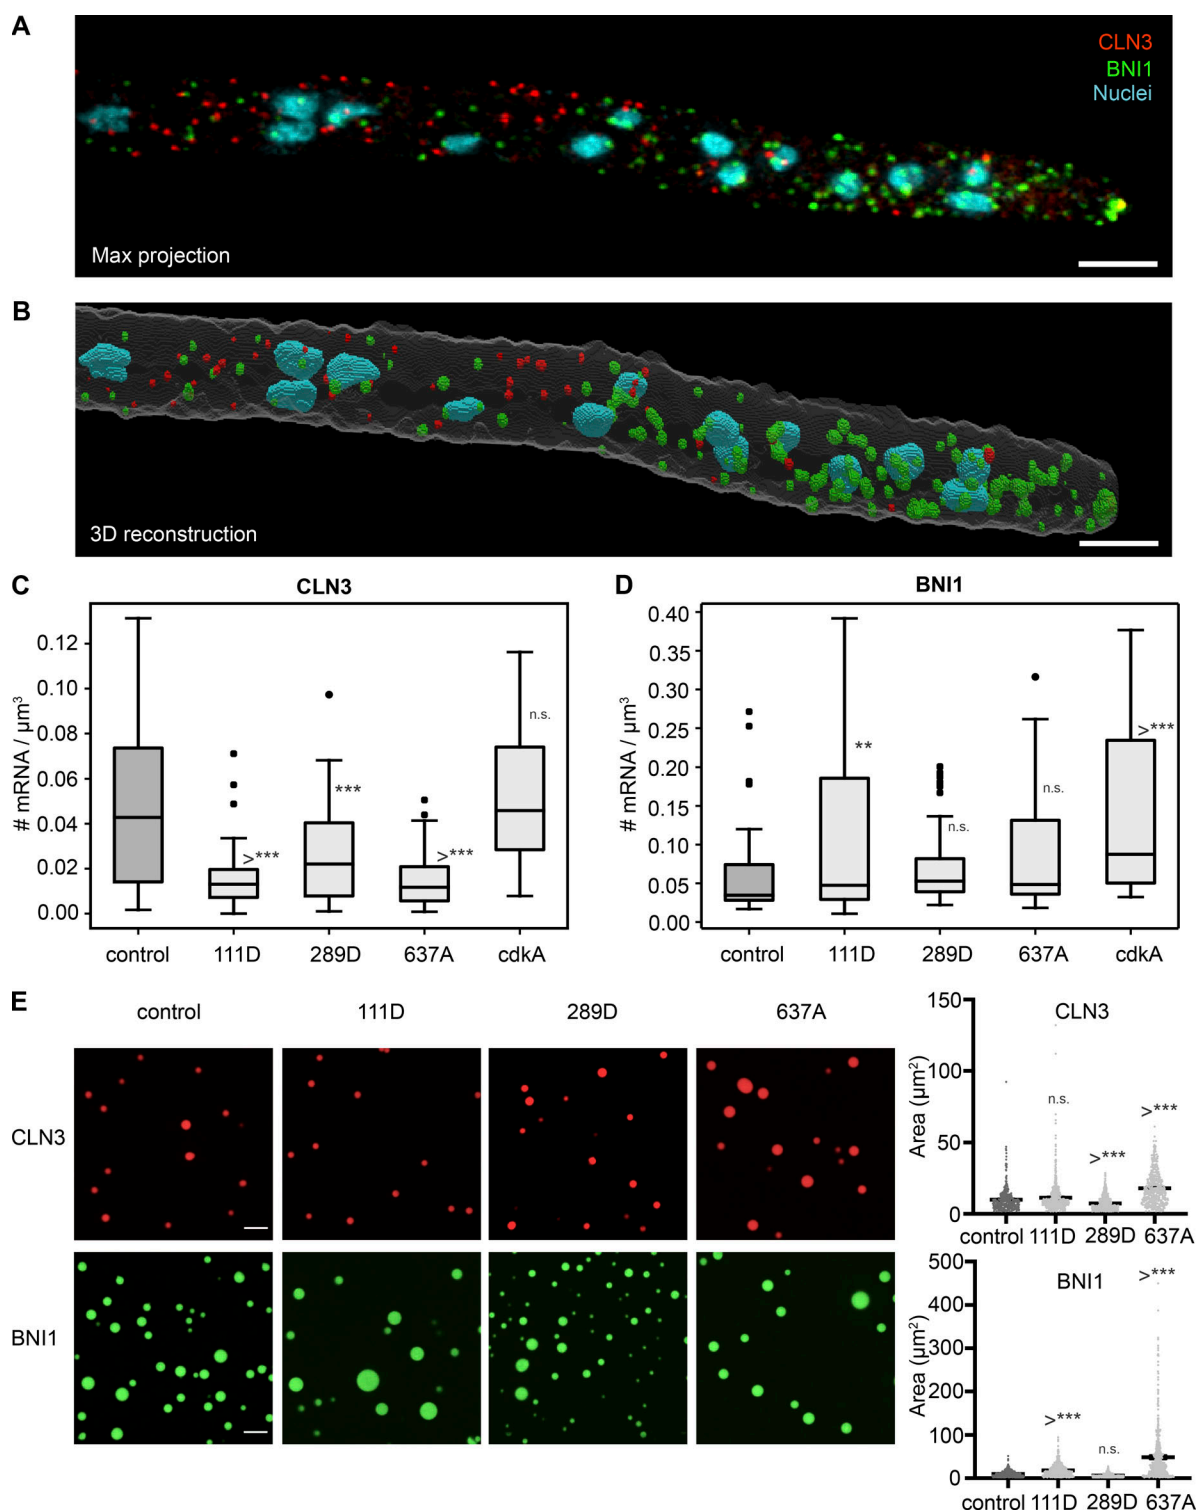 A
CLN3
BNI1
Nuclei
Max projection
B
3D reconstruction
C
CLN3
# mRNA / µm³
0.12
0.10
0.08
0.06
0.04
0.02
0.00
>***
***
>***
n.s.
control 111D 289D 637A cdkA
D
BNI1
# mRNA / µm³
0.40
0.35
0.30
0.25
0.20
0.15
0.10
0.05
0.00
**
n.s.
n.s.
>***
control 111D 289D 637A cdkA
E
control 111D 289D 637A
CLN3
BNI1
CLN3
Area (µm²)
150
100
50
0
n.s.
>***
>***
control 111D 289D 637A
BNI1
Area (µm²)
500
400
300
200
100
0
>***
n.s.
>***
control 111D 289D 637A